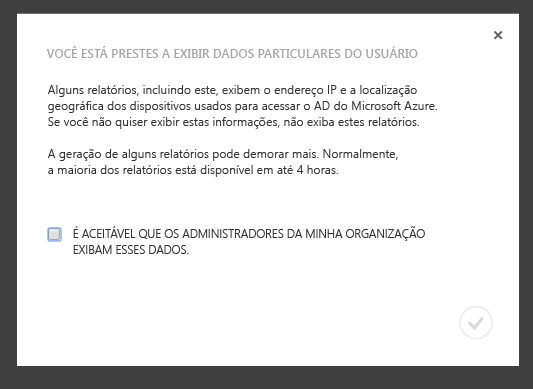 VOCÊ ESTÁ PRESTES A EXIBIR DADOS PARTICULARES DO USUÁRIO
Alguns relatórios, incluindo este, exibem o endereço IP e a localização
geográfica dos dispositivos usados para acessar o AD do Microsoft Azure.
Se você não quiser exibir estas informações, não exiba estes relatórios.
A geração de alguns relatórios pode demorar mais. Normalmente,
a maioria dos relatórios está disponível em até 4 horas.
É ACEITÁVEL QUE OS ADMINISTRADORES DA MINHA ORGANIZAÇÃO
EXIBAM ESSES DADOS.